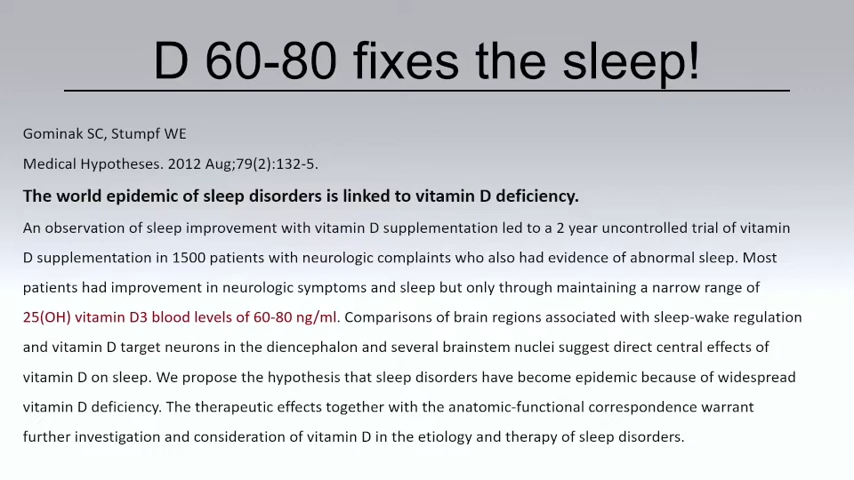 D 60-80 fixes the sleep!
Gominak SC, Stumpf WE
Medical Hypotheses. 2012 Aug;79(2):132-5.
The world epidemic of sleep disorders is linked to vitamin D deficiency.
An observation of sleep improvement with vitamin D supplementation led to a 2 year uncontrolled trial of vitamin
D supplementation in 1500 patients with neurologic complaints who also had evidence of abnormal sleep. Most
patients had improvement in neurologic symptoms and sleep but only through maintaining a narrow range of
25(OH) vitamin D3 blood levels of 60-80 ng/ml. Comparisons of brain regions associated with sleep-wake regulation
and vitamin D target neurons in the diencephalon and several brainstem nuclei suggest direct central effects of
vitamin D on sleep. We propose the hypothesis that sleep disorders have become epidemic because of widespread
vitamin D deficiency. The therapeutic effects together with the anatomic-functional correspondence warrant
further investigation and consideration of vitamin D in the etiology and therapy of sleep disorders.